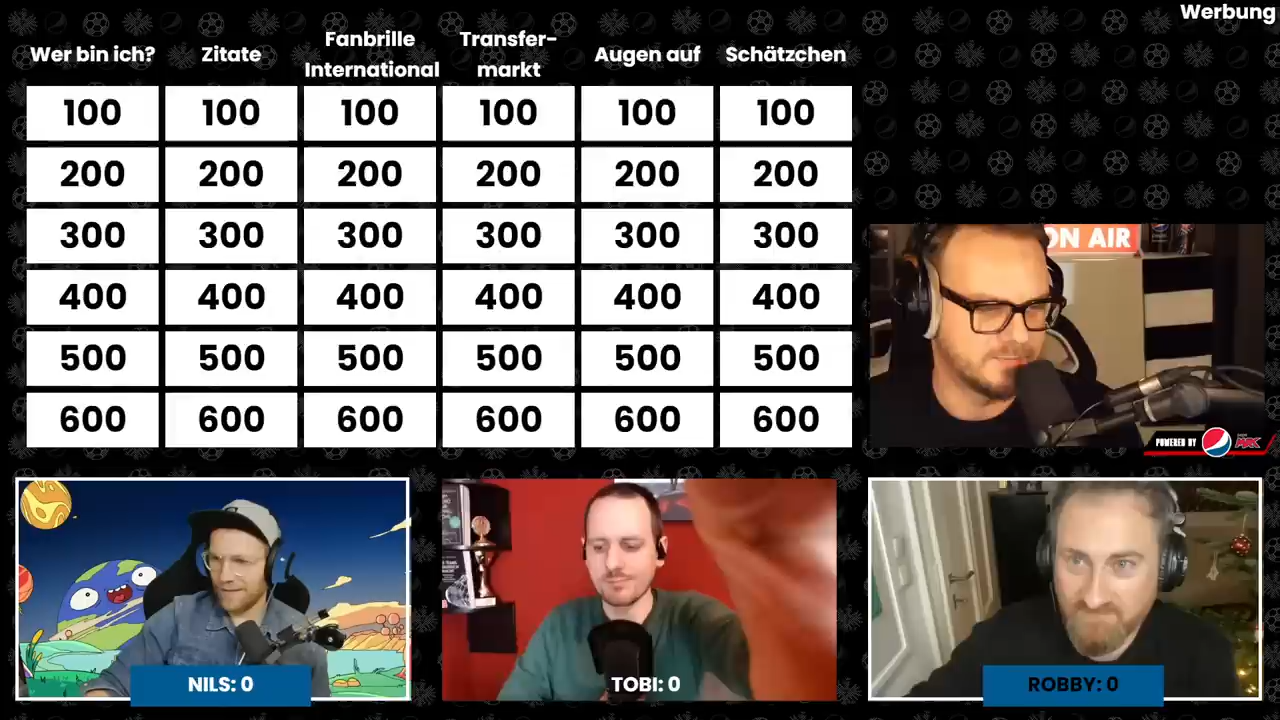 Werbung
Wer bin ich?
Zitate
Fanbrille
International
Transfer-
markt
Augen auf
Schätzchen
100 100 100 100 100 100
200 200 200 200 200 200
300 300 300 300 300 300
400 400 400 400 400 400
500 500 500 500 500 500
600 600 600 600 600 600
ON AIR
POWERED BY
MAX
NILS: 0
TOBI: 0
ROBBY: 0